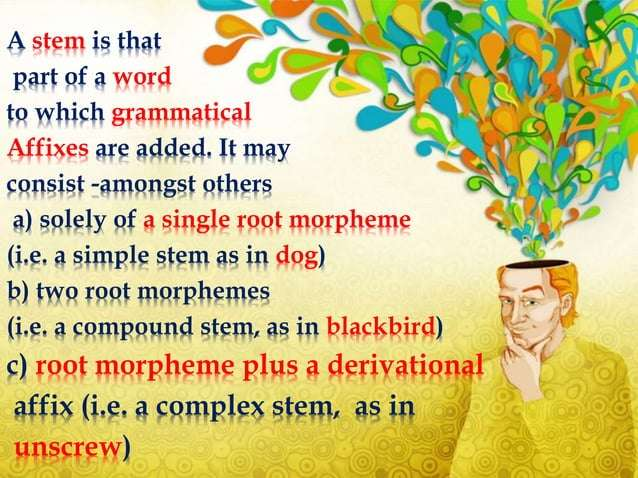 A stem is that
part of a word
to which grammatical
Affixes are added. It may
consist -amongst others
a) solely of a single root morpheme
(i.e. a simple stem as in dog)
b) two root morphemes
(i.e. a compound stem, as in blackbird)
c) root morpheme plus a derivational
affix (i.e. a complex stem, as in
unscrew)